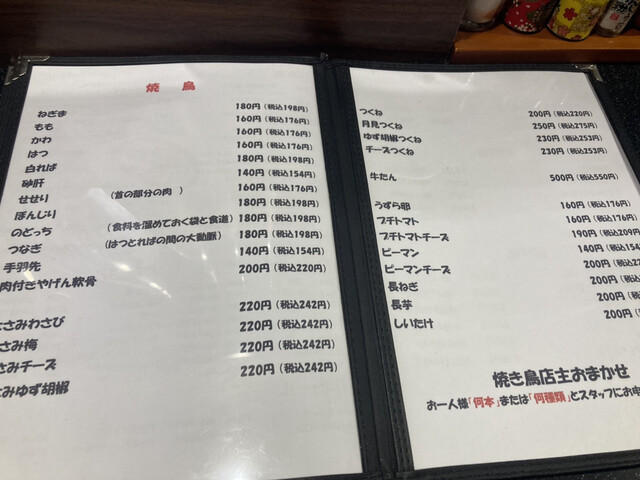 焼 鳥
ねぎま 180円(税込198円)
もも 160円(税込176円)
かわ 160円(税込176円)
はつ 160円(税込176円)
白れば 180円(税込198円)
砂肝 140円(税込154円)
せせり (首の部分の肉 ) 160円(税込176円)
ぼんじり 180円(税込198円)
のどっち (食料を溜めておく袋と食道) 180円(税込198円)
つなぎ (はつとればの間の大動脈) 180円(税込198円)
手羽先 140円(税込154円)
肉付きやげん軟骨 200円(税込220円)
さみわさび 220円(税込242円)
さみ梅 220円(税込242円)
さみチーズ 220円(税込242円)
みゆず胡椒 220円(税込242円)
つくね 200円(税込220円)
月見つくね 250円(税込275円)
ゆず胡椒つくね 230円(税込253円)
チーズつくね 230円(税込253円)
牛たん 500円(税込550円)
うずら卵 160円(税込176円)
プチトマト 160円(税込176円)
プチトマトチーズ 190円(税込209円
ピーマン 140円(税込154
ピーマンチーズ 200円(税込22
長ねぎ 200円(税込22
長芋 200円(税込2
しいたけ 200円(税
焼き鳥店主おまかせ
お一人様「何本」または「何種類」とスタッフにお申